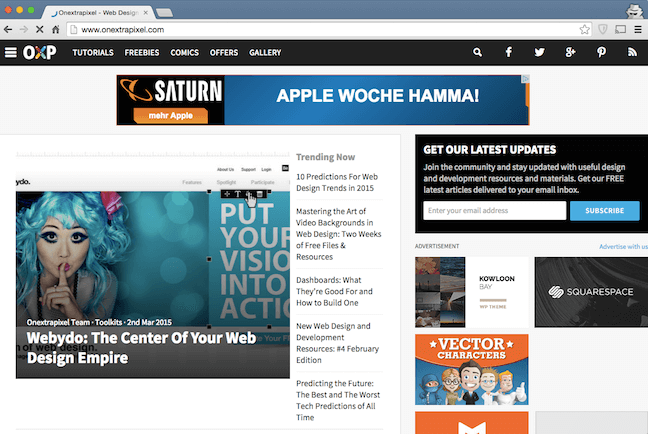 Onextrapixel - Web Design
www.onextrapixel.com
OXP
TUTORIALS FREEBIES COMICS OFFERS GALLERY
SATURN
mehr Apple
APPLE WOCHE HAMMA!
ydo.
About Us Support Login
Features Spotlight Participate
PUT
YOUR
VISION
INTO
ACTION
Onextrapixel Team · Toolkits · 2nd Mar 2015
Webydo: The Center Of Your Web
Design Empire
of web design.
Trending Now
10 Predictions For Web
Design Trends in 2015
Mastering the Art of
Video Backgrounds in
Web Design: Two Weeks
of Free Files &
Resources
Dashboards: What
They're Good For and
How to Build One
New Web Design and
Development
Resources: #4 February
Edition
Predicting the Future:
The Best and The Worst
Tech Predictions of All
Time
GET OUR LATEST UPDATES
Join the community and stay updated with useful design
and development resources and materials. Get our FREE
latest articles delivered to your email inbox.
Enter your email address
SUBSCRIBE
ADVERTISEMENT
Advertise with us
KOWLOON
BAY
WP THEME
SQUARESPACE
VECTOR
CHARACTERS